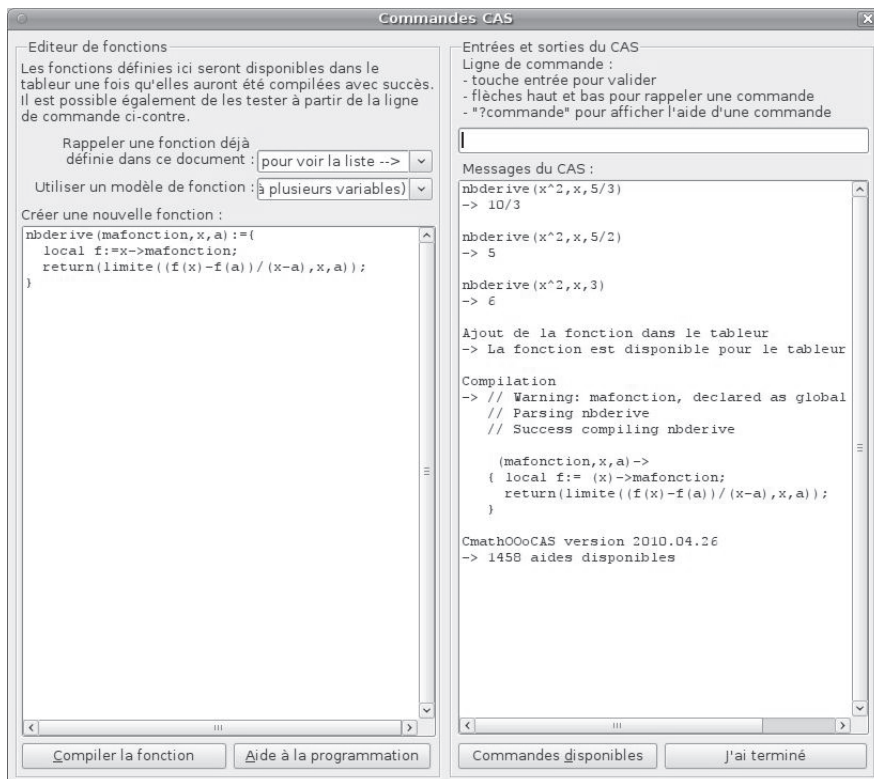 Commandes CAS
Editeur de fonctions
Les fonctions définies ici seront disponibles dans le
tableur une fois qu'elles auront été compilées avec succès.
Il est possible également de les tester à partir de la ligne
de commande ci-contre.
Rappeler une fonction déjà
définie dans ce document : pour voir la liste -->
Utiliser un modèle de fonction : à plusieurs variables)
Créer une nouvelle fonction :
nbderive(mafonction,x,a):={
local f:=x->mafonction;
return(limite((f(x)-f(a))/(x-a),x,a));
}
Compiler la fonction
Aide à la programmation
Entrées et sorties du CAS
Ligne de commande :
- touche entrée pour valider
- flèches haut et bas pour rappeler une commande
- "?commande" pour afficher l'aide d'une commande
Messages du CAS :
nbderive(x^2,x,5/3)
-> 10/3
nbderive(x^2,x,5/2)
-> 5
nbderive(x^2,x,3)
-> 6
Ajout de la fonction dans le tableur
-> La fonction est disponible pour le tableur
Compilation
-> // Warning: mafonction, declared as global
// Parsing nbderive
// Success compiling nbderive
(mafonction,x,a)->
{ local f:= (x)->mafonction;
return(limite((f(x)-f(a))/(x-a),x,a));
}
CmathOOoCAS version 2010.04.26
-> 1458 aides disponibles
Commandes disponibles
J'ai terminé